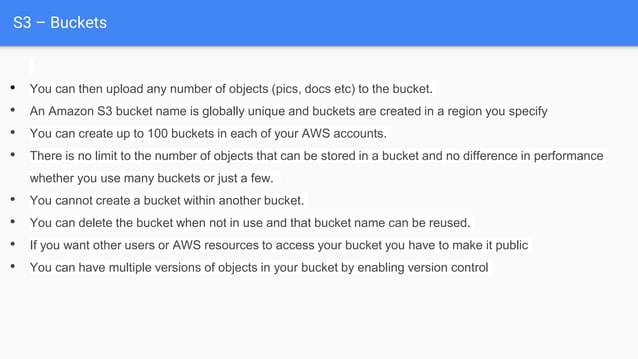 S3 – Buckets
• You can then upload any number of objects (pics, docs etc) to the bucket.
• An Amazon S3 bucket name is globally unique and buckets are created in a region you specify
• You can create up to 100 buckets in each of your AWS accounts.
• There is no limit to the number of objects that can be stored in a bucket and no difference in performance
whether you use many buckets or just a few.
• You cannot create a bucket within another bucket.
• You can delete the bucket when not in use and that bucket name can be reused.
• If you want other users or AWS resources to access your bucket you have to make it public
• You can have multiple versions of objects in your bucket by enabling version control